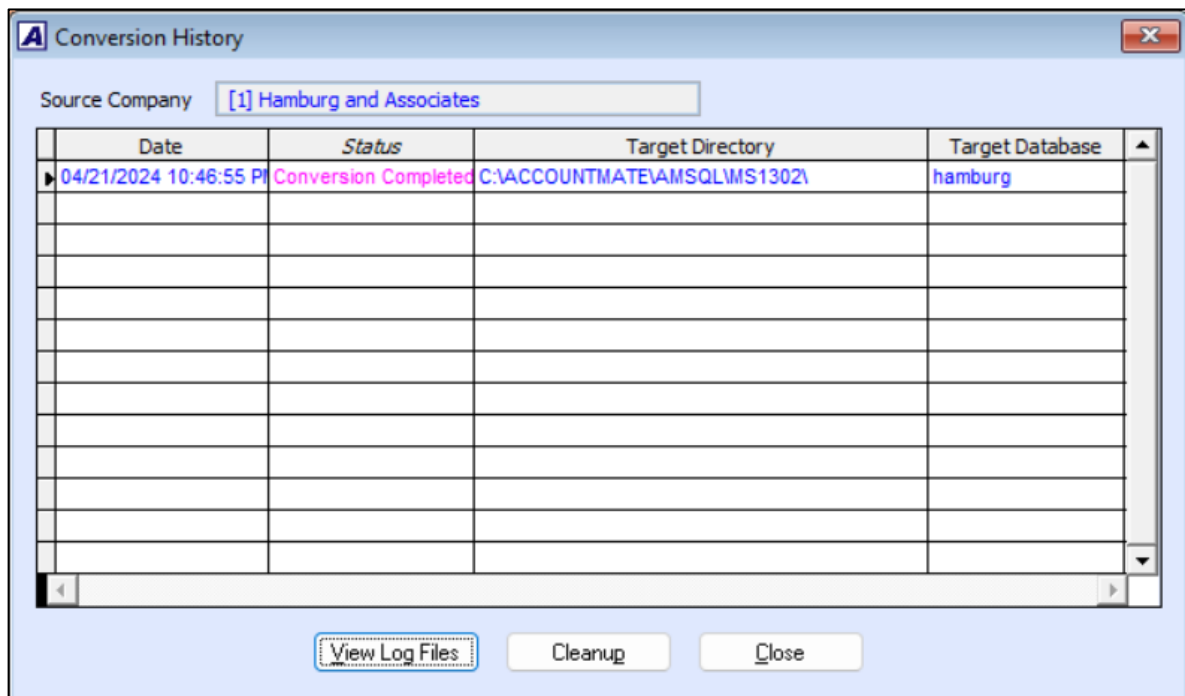 A Conversion History
Source Company [1] Hamburg and Associates
Date Status Target Directory Target Database
04/21/2024 10:46:55 PM Conversion Completed C:\ACCOUNTMATE\AMSQL\MS1302\ hamburg
View Log Files Cleanup Close